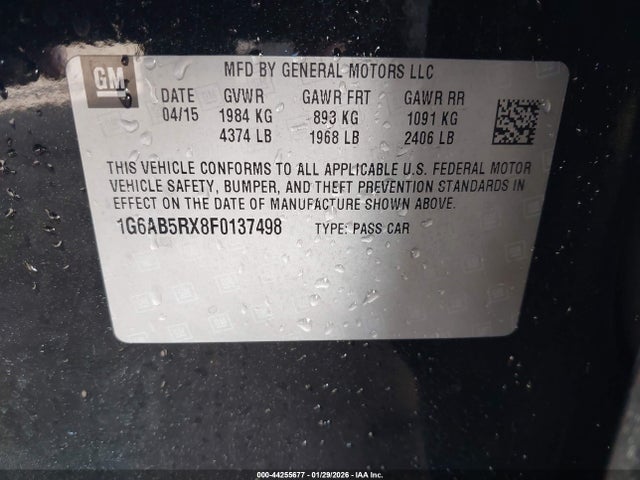 GM
MFD BY GENERAL MOTORS LLC
DATE GVWR GAWR FRT GAWR RR
04/15 1984 KG 893 KG 1091 KG
4374 LB 1968 LB 2406 LB
THIS VEHICLE CONFORMS TO ALL APPLICABLE U.S. FEDERAL MOTOR
VEHICLE SAFETY, BUMPER, AND THEFT PREVENTION STANDARDS IN
EFFECT ON THE DATE OF MANUFACTURE SHOWN ABOVE.
1G6AB5RX8F0137498 TYPE: PASS CAR
000-44255677 - 01/29/2026 - IAA Inc.